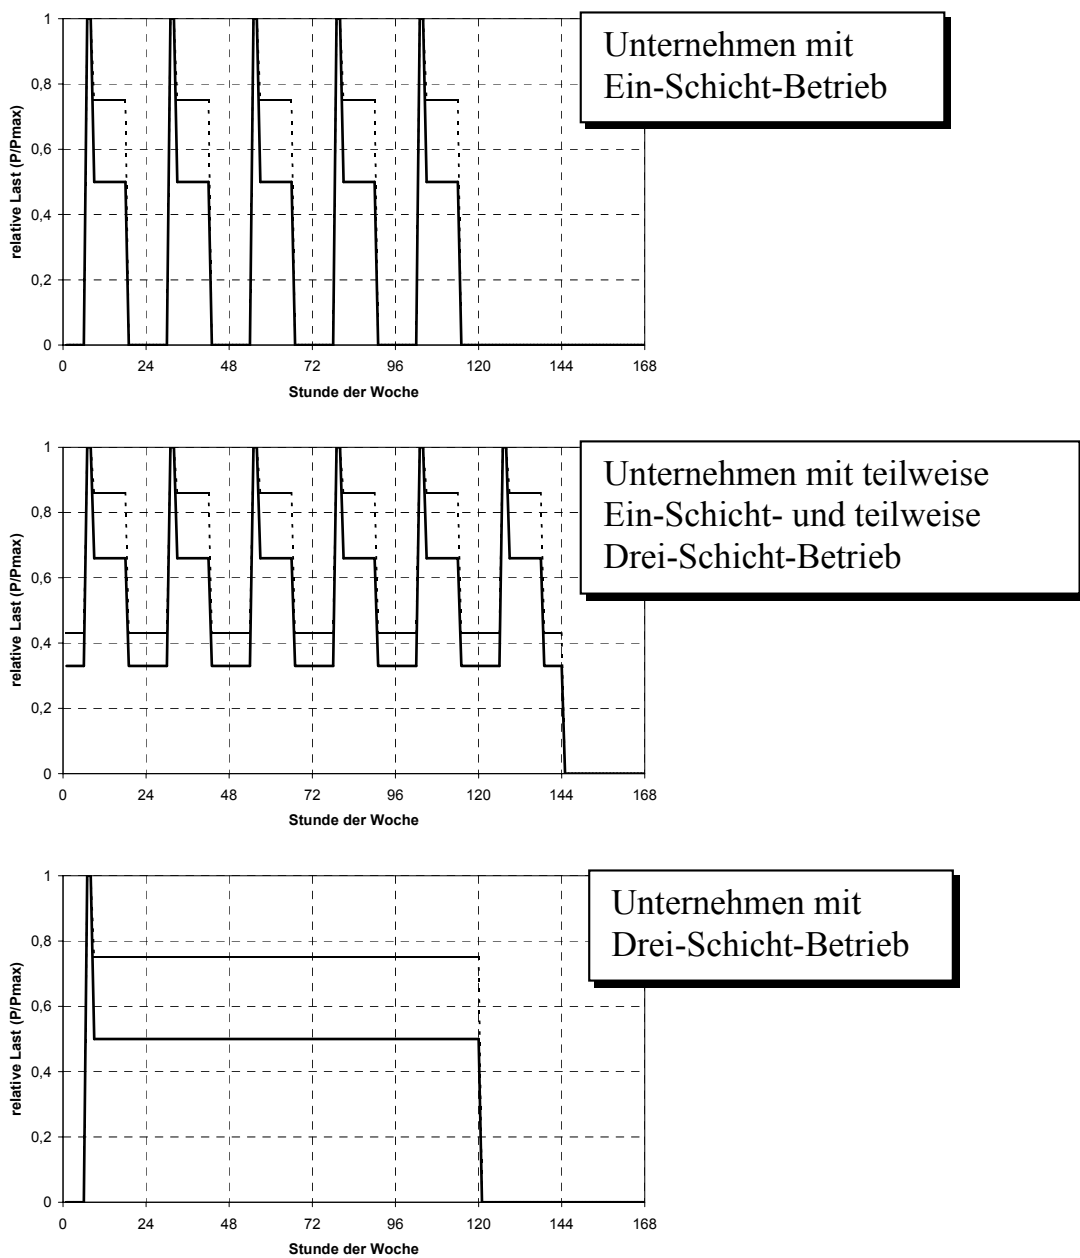 1
0,8
0,6
0,4
0,2
0
relative Last (P/Pmax)
0 24 48 72 96 120 144 168
Stunde der Woche
Unternehmen mit
Ein-Schicht-Betrieb
1
0,8
0,6
0,4
0,2
0
relative Last (P/Pmax)
0 24 48 72 96 120 144 168
Stunde der Woche
Unternehmen mit teilweise
Ein-Schicht- und teilweise
Drei-Schicht-Betrieb
1
0,8
0,6
0,4
0,2
0
relative Last (P/Pmax)
0 24 48 72 96 120 144 168
Stunde der Woche
Unternehmen mit
Drei-Schicht-Betrieb